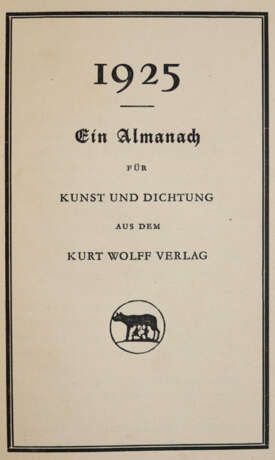 1925
Ein Almanach
FÜR
KUNST UND DICHTUNG
AUS DEM
KURT WOLFF VERLAG